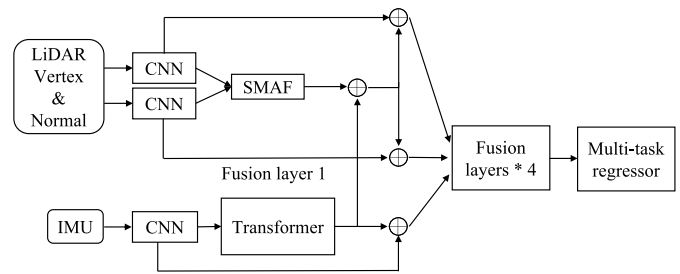 LiDAR
Vertex
&
Normal
CNN
CNN
SMAF
Fusion layer 1
IMU
CNN
Transformer
Fusion
layers * 4
Multi-task
regressor